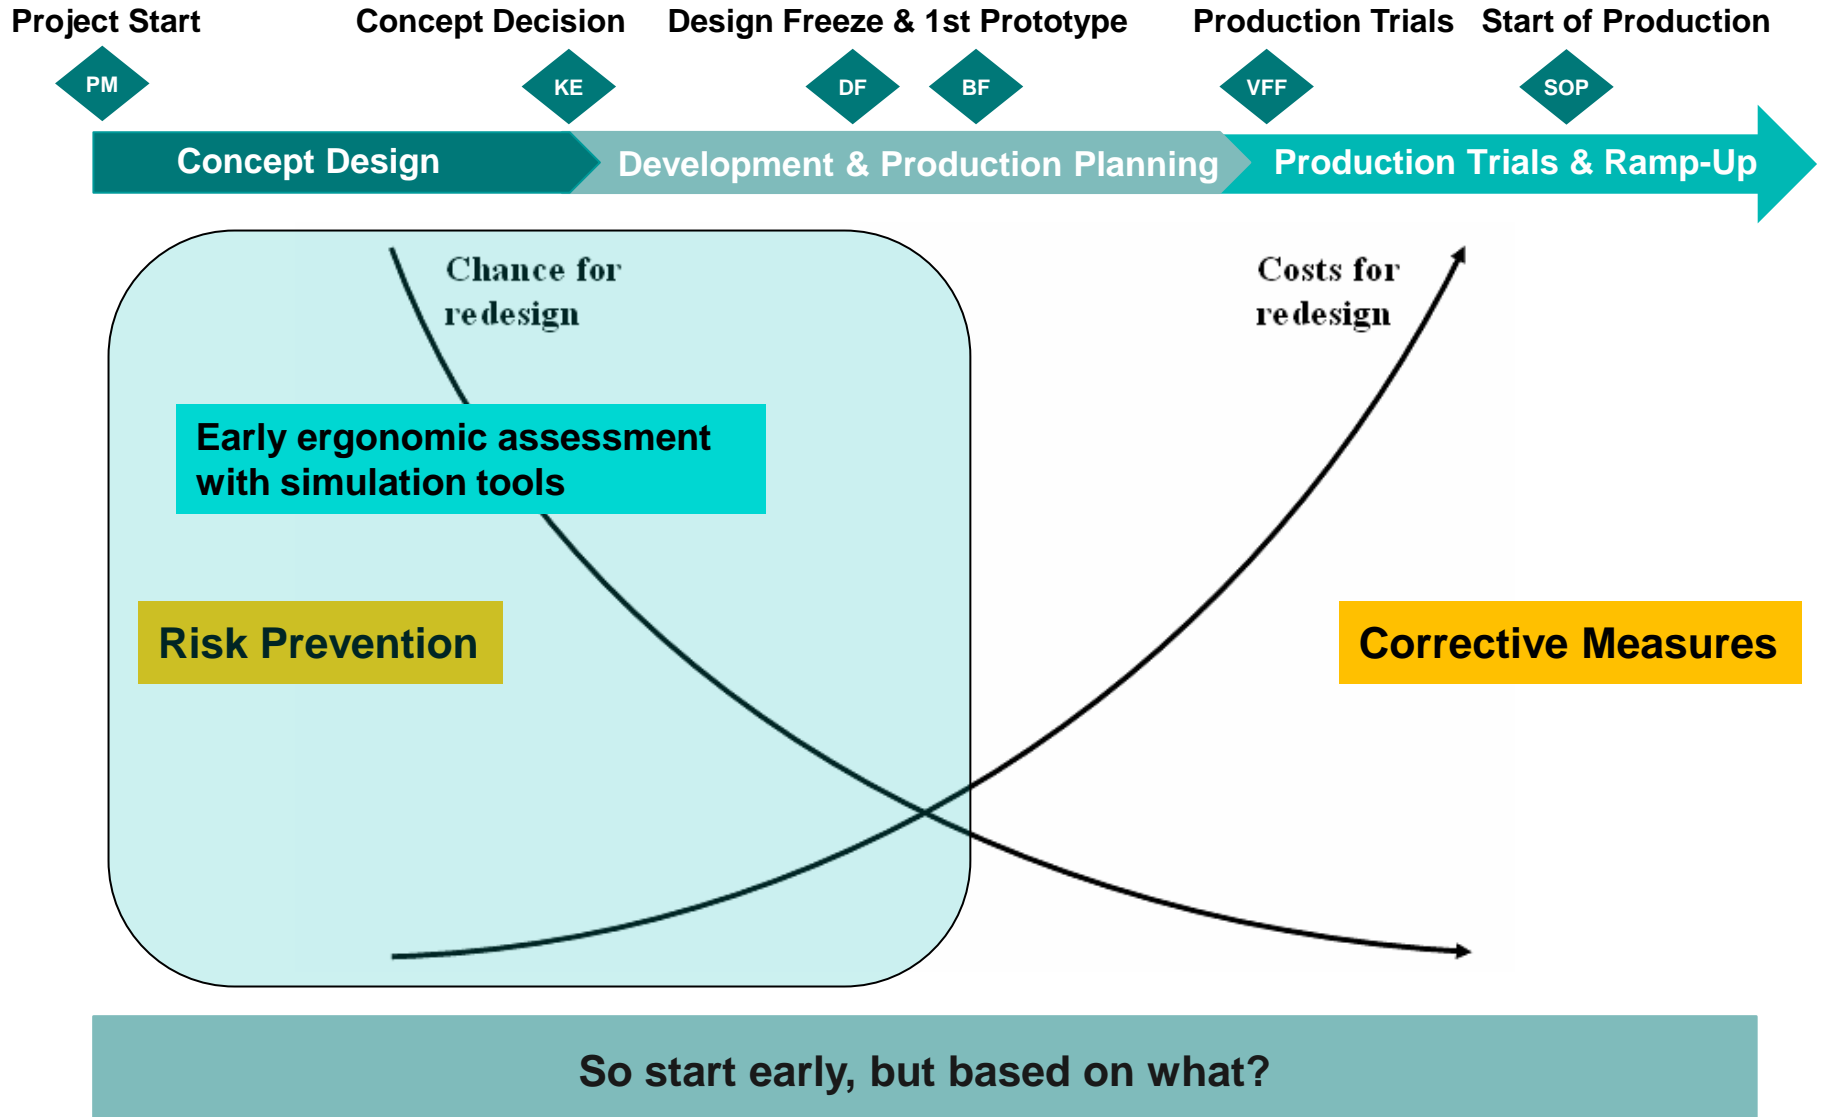 Project Start
Concept Decision
Design Freeze & 1st Prototype
Production Trials
Start of Production
PM
KE
DF
BF
VFF
SOP
Concept Design
Development & Production Planning
Production Trials & Ramp-Up
Chance for
redesign
Costs for
redesign
Early ergonomic assessment
with simulation tools
Risk Prevention
Corrective Measures
So start early, but based on what?